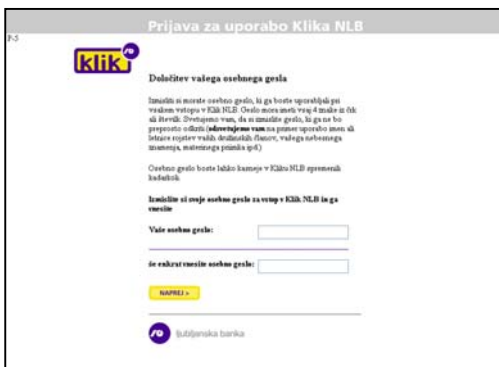 Prijava za uporabo Klika NLB
P-5
klik
Določitev vašega osebnega gesla
Izmisliti si morate osebno geslo, ki ga boste uporabljali pri
vsakem vstopu v Klik NLB. Geslo mora imeti vsaj 4 znake iz črk
ali številk. Svetujemo vam, da si izmislite geslo, ki ga ne bo
preprosto odkriti (odsvetujemo vam na primer uporabo imen ali
letnice rojstev vaših družinskih članov, vašega nebesnega
znamenja, materinega priimka ipd.)
Osebno geslo boste lahko kasneje v Kliku NLB spremenili
kadarkoli.
Izmislite si svoje osebno geslo za vstop v Klik NLB in ga
vnesite
Vaše osebno geslo:
še enkrat vnesite osebno geslo:
NAPREJ >
ljubljanska banka